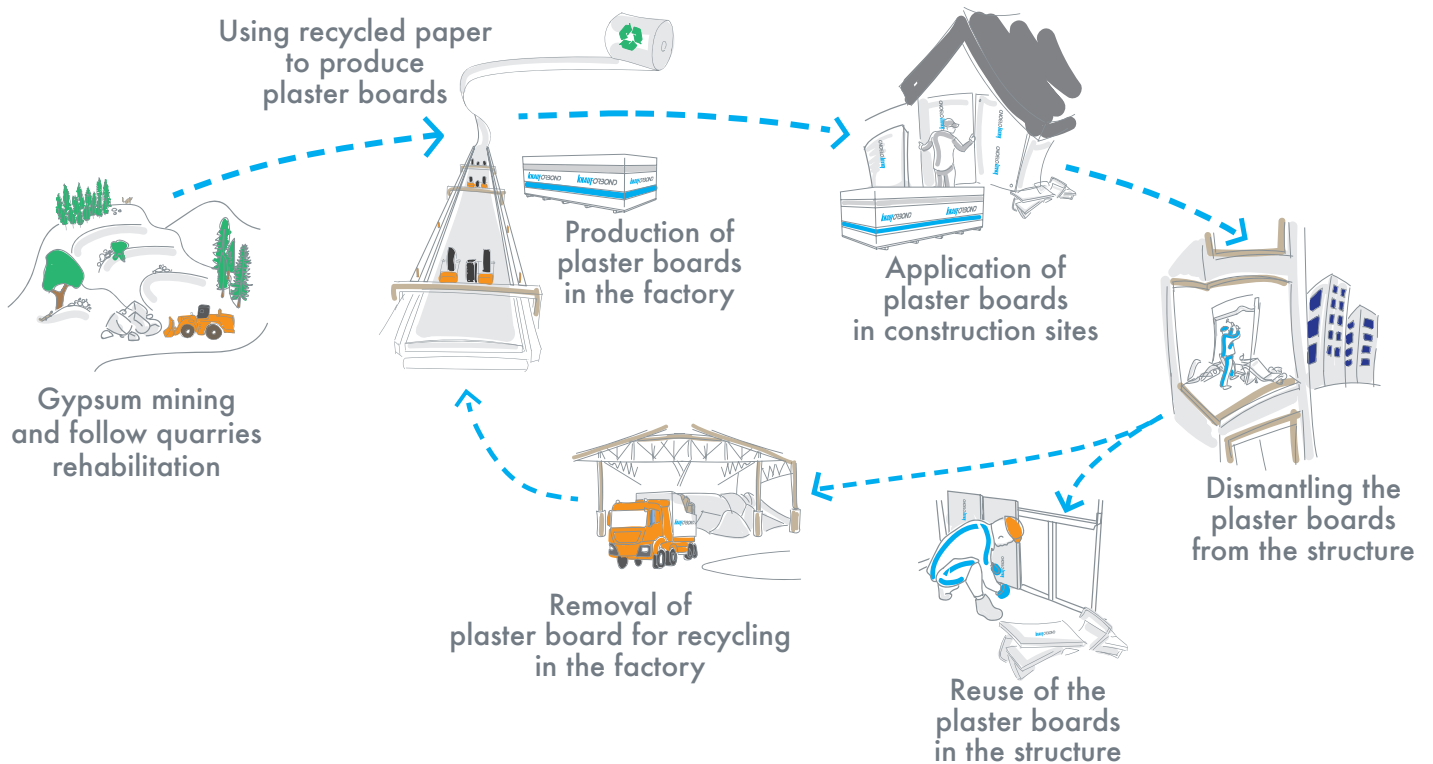 Using recycled paper
to produce
plaster boards
Production of
plaster boards
in the factory
Application of
plaster boards
in construction sites
Gypsum mining
and follow quarries
rehabilitation
Dismantling the
plaster boards
from the structure
Removal of
plaster board for recycling
in the factory
Reuse of the
plaster boards
in the structure